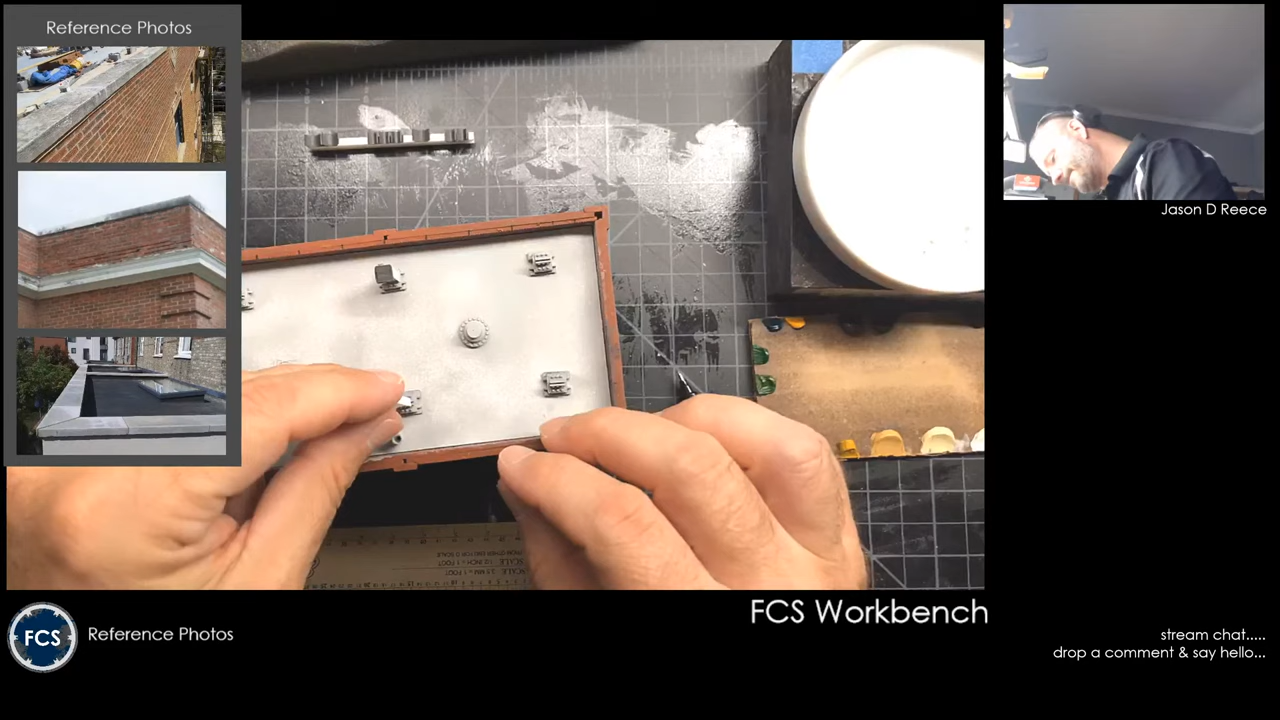 Reference Photos
Jason D Reece
FCS Workbench
FCS
Reference Photos
stream chat.....
drop a comment & say hello...